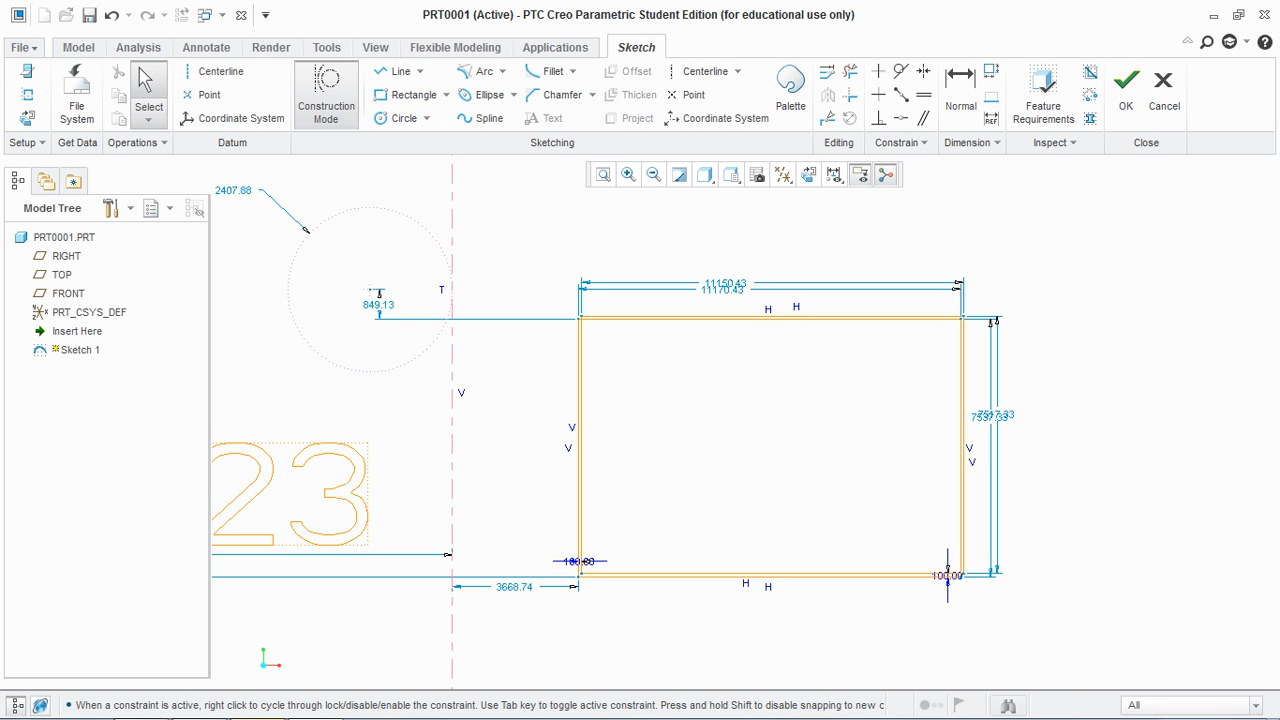 PRT0001 (Active) - PTC Creo Parametric Student Edition (for educational use only)
File Model Analysis Annotate Render Tools View Flexible Modeling Applications Sketch
File System
Select
Centerline
Point
Coordinate System
Construction Mode
Line
Rectangle
Circle
Arc
Ellipse
Spline
Fillet
Chamfer
Text
Offset
Thicken
Project
Centerline
Point
Coordinate System
Palette
Normal
REF
Feature Requirements
OK
Cancel
Setup Get Data Operations Datum Sketching Editing Constrain Dimension Inspect Close
Model Tree
PRT0001.PRT
RIGHT
TOP
FRONT
PRT_CSYS_DEF
Insert Here
Sketch 1
2407.88
849.13
T
11150.43
11170.43
H H
V
V
V
V
V
23
3668.74
100.00
H H
When a constraint is active, right click to cycle through lock/disable/enable the constraint. Use Tab key to toggle active constraint. Press and hold Shift to disable snapping to new c
All